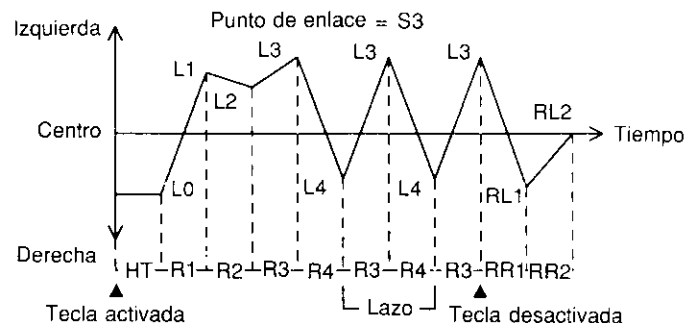 Punto de enlace = S3
Izquierda
L1
L3
L3
L3
L2
RL2
Centro
Tiempo
L0
L4
L4
RL1
Derecha
HT R1 R2 R3 R4 R3 R4 R3 RR1 RR2
Lazo
Tecla activada
Tecla desactivada